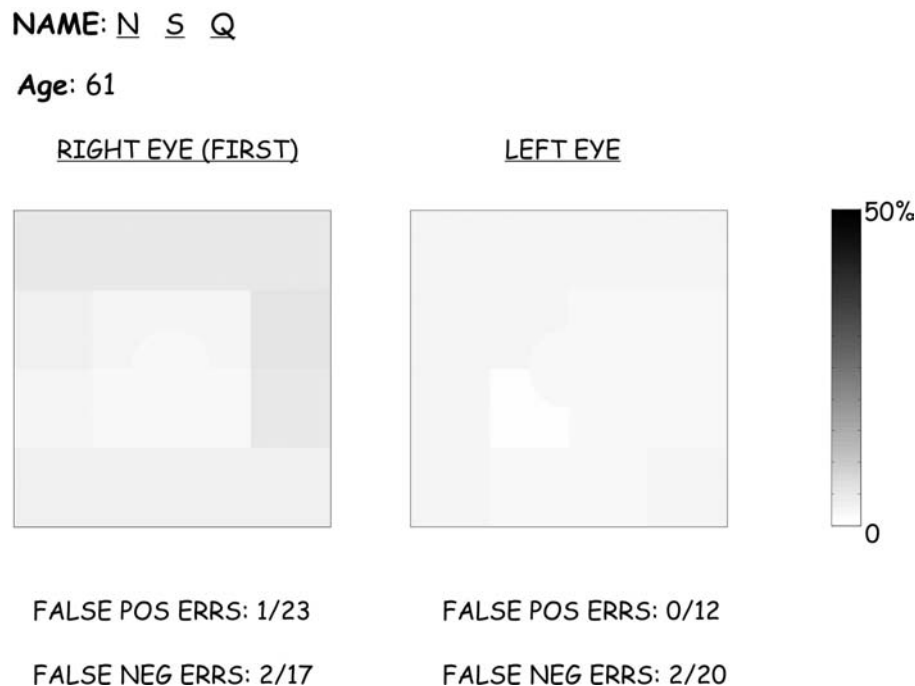 NAME: N S Q
Age: 61
RIGHT EYE (FIRST) LEFT EYE
50%
0
FALSE POS ERRS: 1/23 FALSE POS ERRS: 0/12
FALSE NEG ERRS: 2/17 FALSE NEG ERRS: 2/20